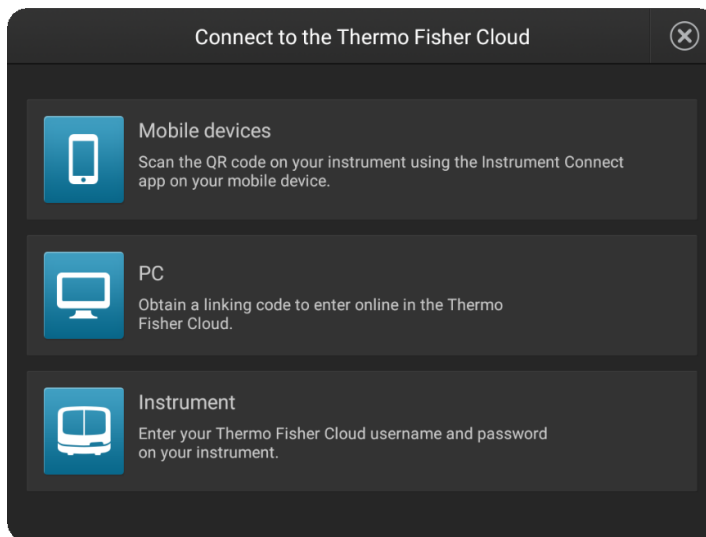 Connect to the Thermo Fisher Cloud
Mobile devices
Scan the QR code on your instrument using the Instrument Connect
app on your mobile device.
PC
Obtain a linking code to enter online in the Thermo
Fisher Cloud.
Instrument
Enter your Thermo Fisher Cloud username and password
on your instrument.